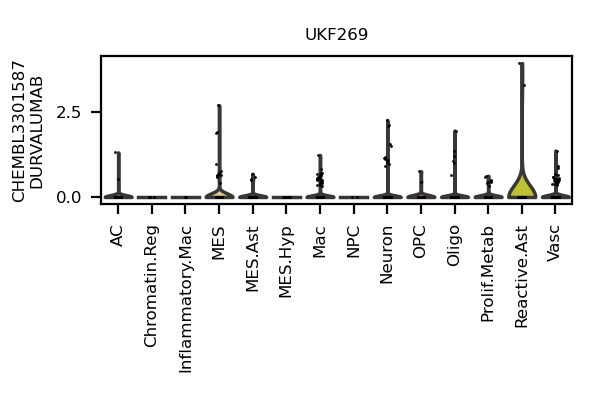 UKF269
CHEMBL3301587
DURVALUMAB
2.5
0.0
AC
Chromatin.Reg
Inflammatory.Mac
MES
MES.Ast
MES.Hyp
Mac
NPC
Neuron
OPC
Oligo
Prolif.Metab
Reactive.Ast
Vasc